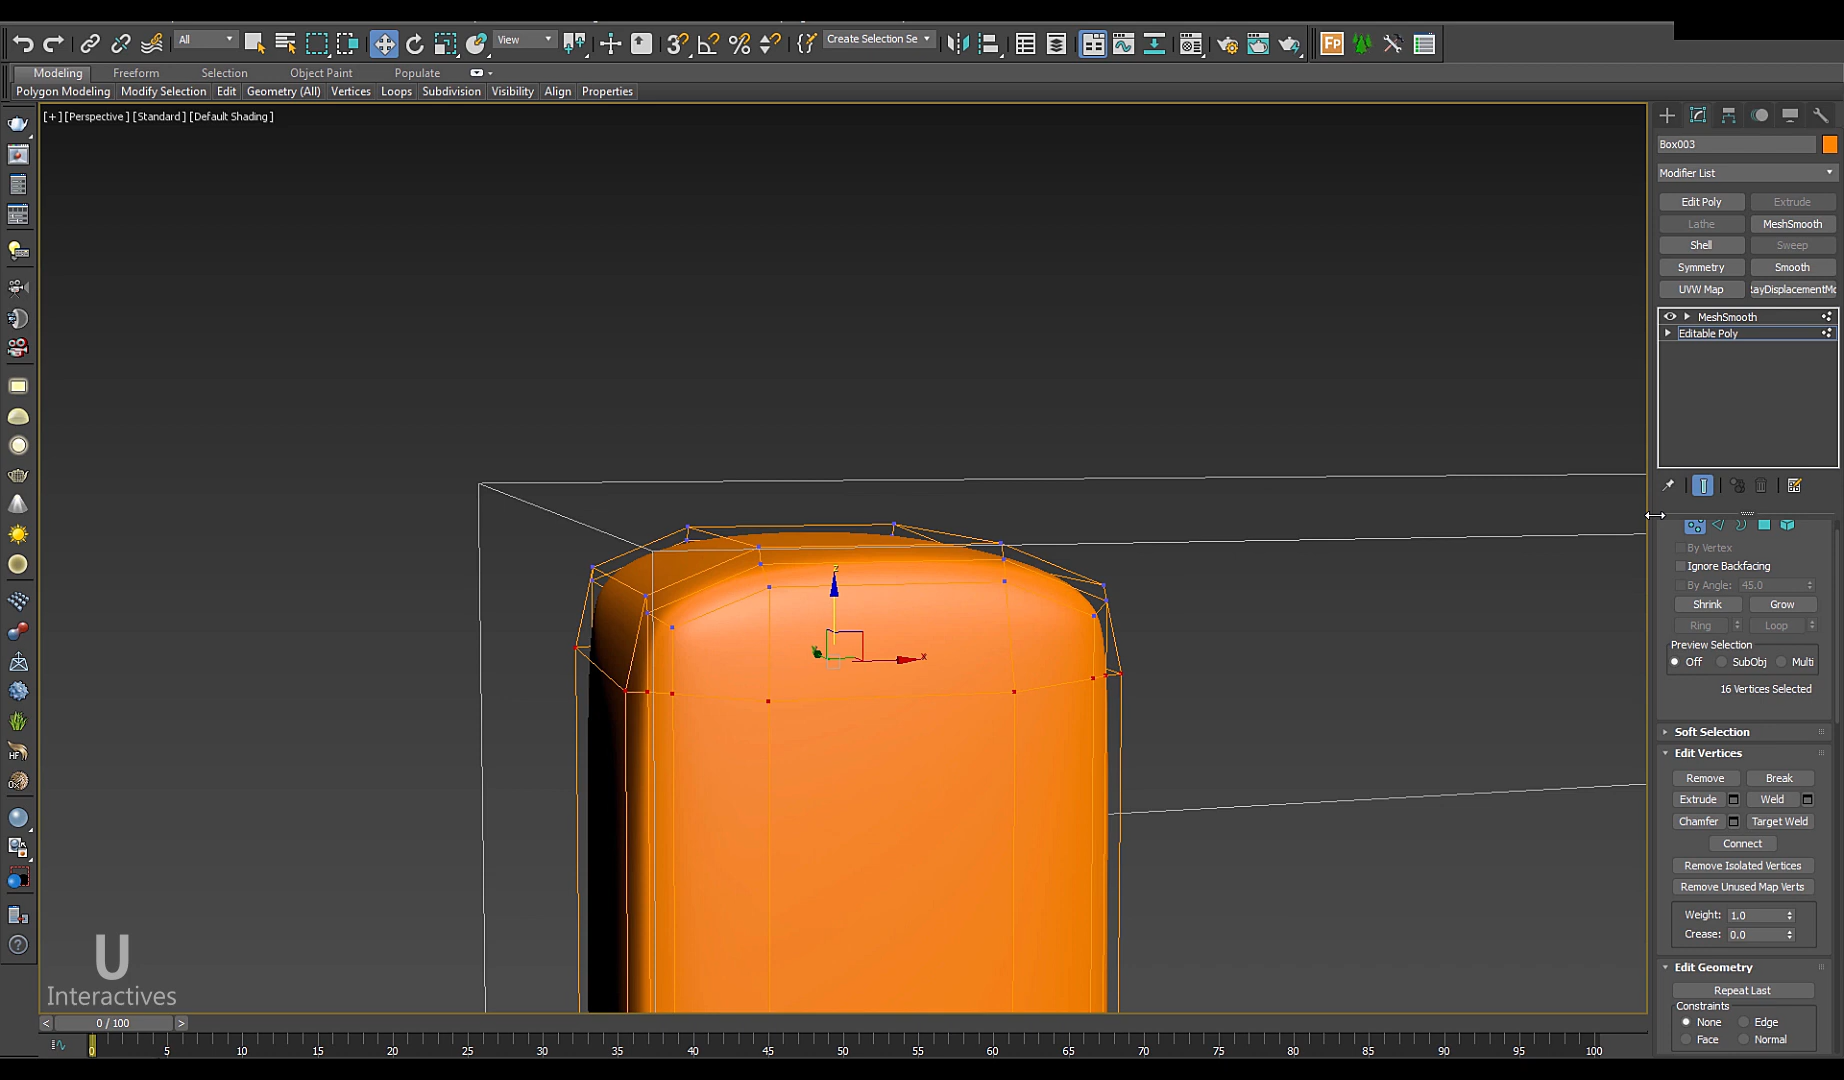 All
View
3
Create Selection Se
Fp
Modeling
Freeform
Selection
Object Paint
Populate
Polygon Modeling
Modify Selection
Edit
Geometry (All)
Vertices
Loops
Subdivision
Visibility
Align
Properties
[+] [Perspective ] [Standard ] [Default Shading ]
Box003
Modifier List
Edit Poly
Extrude
Lathe
MeshSmooth
Shell
Sweep
Symmetry
Smooth
UVW Map
ayDisplacementMo
MeshSmooth
Editable Poly
z
x
By Vertex
Ignore Backfacing
By Angle: 45.0
Shrink
Grow
Ring
Loop
Preview Selection
Off
SubObj
Multi
16 Vertices Selected
Soft Selection
Edit Vertices
Remove
Break
Extrude
Weld
Chamfer
Target Weld
Connect
Remove Isolated Vertices
Remove Unused Map Verts
Weight: 1.0
Crease: 0.0
Edit Geometry
Repeat Last
Constraints
None
Edge
Face
Normal
HF
U
Interactives
< 0 / 100 >
0 5 10 15 20 25 30 35 40 45 50 55 60 65 70 75 80 85 90 95 100